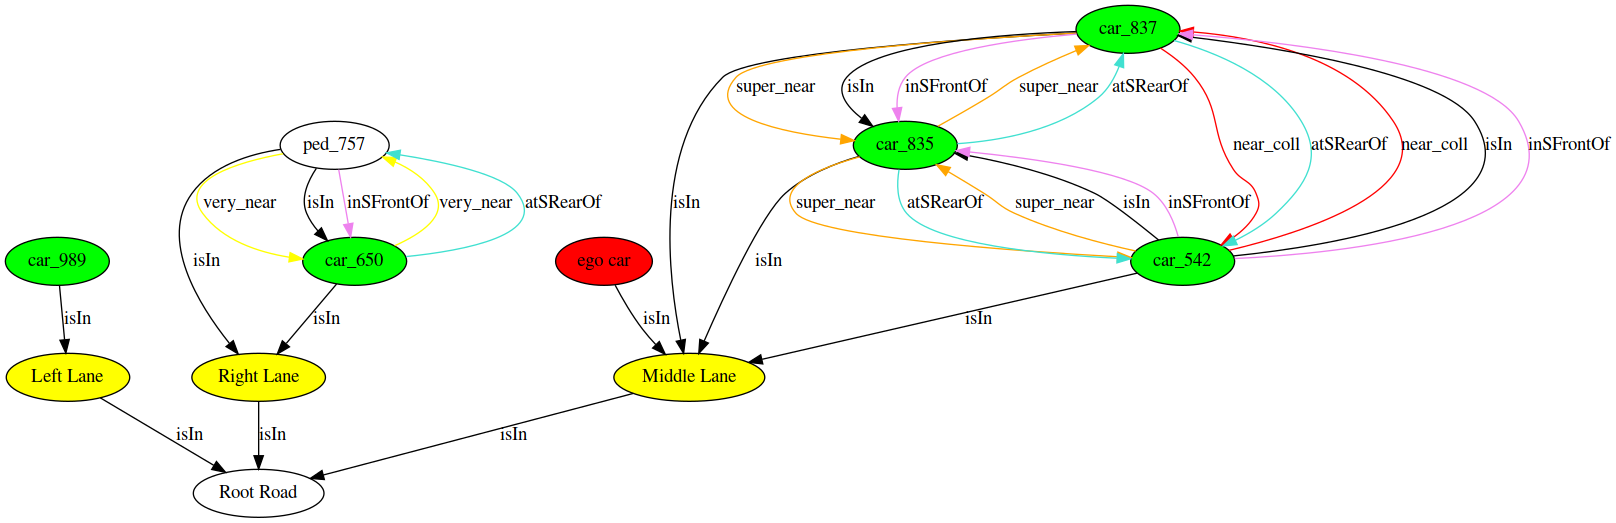 car_837
super_near isIn inSFrontOf super_near atSRearOf
ped_757 car_835 near_coll atSRearOf near_coll isIn inSFrontOf
very_near isIn inSFrontOf very_near atSRearOf isIn super_near atSRearOf super_near isIn inSFrontOf
car_989 isIn car_650 ego car isIn car_542
isIn isIn isIn isIn
Left Lane Right Lane Middle Lane
isIn isIn isIn
Root Road